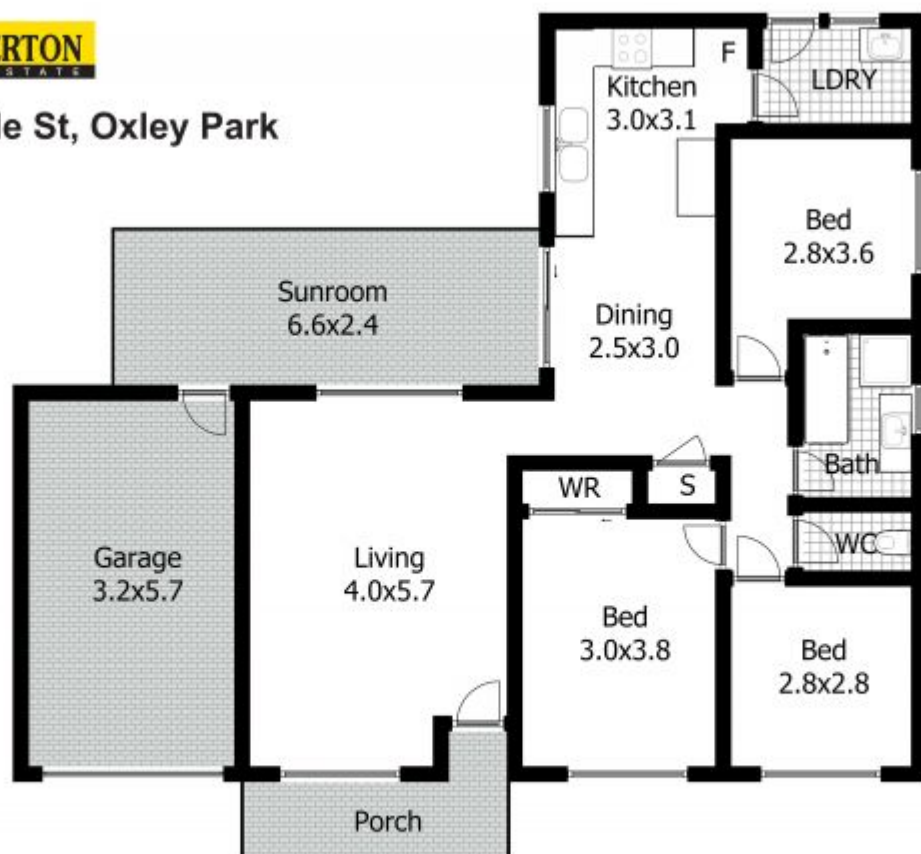 ESTATE
St, Oxley Park
Kitchen
3.0x3.1
F
LDRY
Bed
2.8x3.6
Sunroom
6.6x2.4
Dining
2.5x3.0
Bath
WR
S
WC
Garage
3.2x5.7
Living
4.0x5.7
Bed
3.0x3.8
Bed
2.8x2.8
Porch